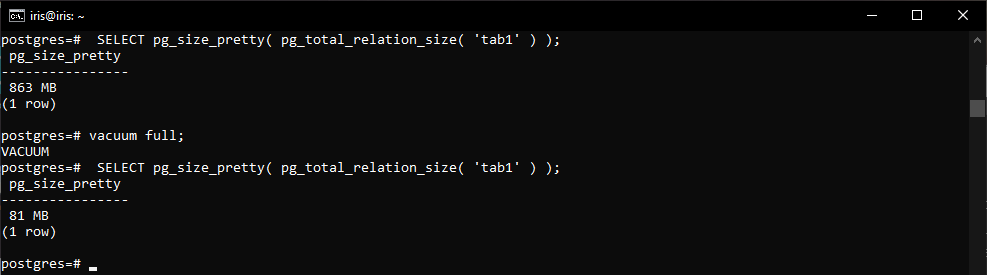 iris@iris: ~
postgres=#  SELECT pg_size_pretty( pg_total_relation_size( 'tab1' ) );
 pg_size_pretty
----------------
 863 MB
(1 row)

postgres=# vacuum full;
VACUUM
postgres=#  SELECT pg_size_pretty( pg_total_relation_size( 'tab1' ) );
 pg_size_pretty
----------------
 81 MB
(1 row)

postgres=#